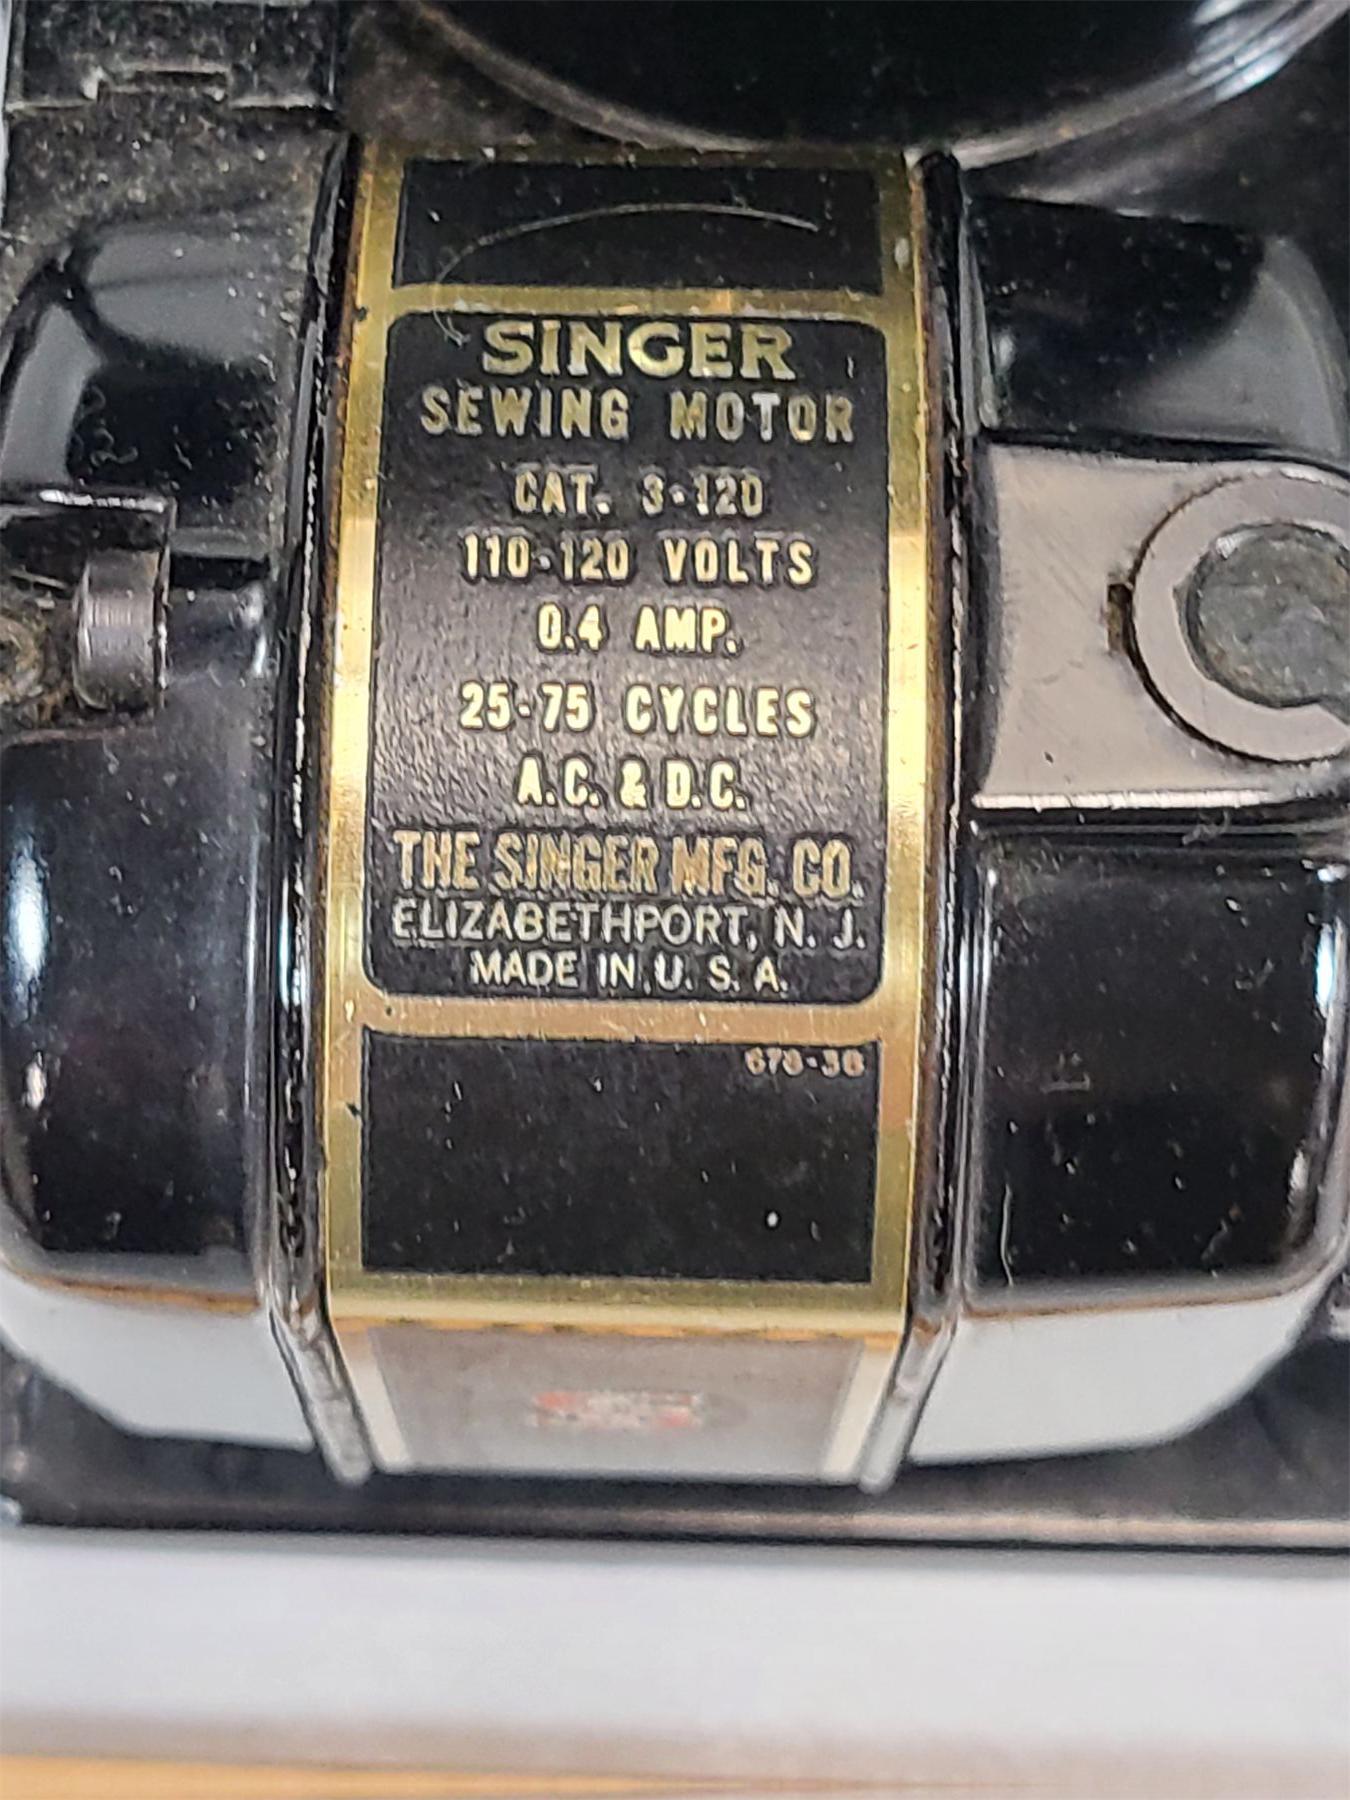 SINGER
SEWING MOTOR
CAT. 3-120
110-120 VOLTS
0.4 AMP.
25-75 CYCLES
A.C. & D.C.
THE SINGER MFG. CO.
ELIZABETHPORT, N. J.
MADE IN U. S. A.